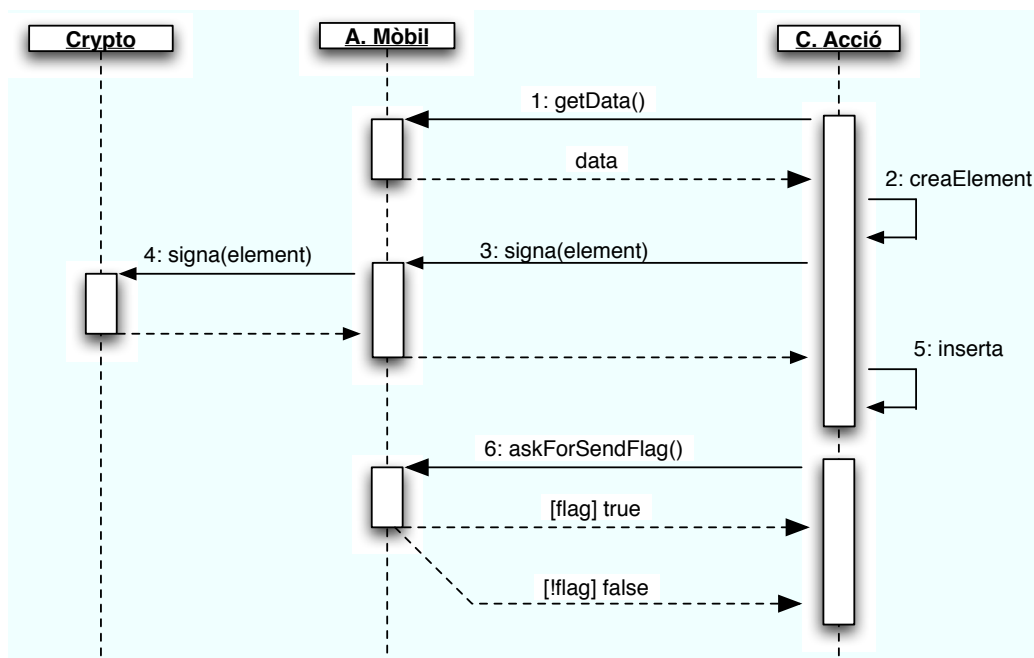 Crypto
A. Mòbil
C. Acció
1: getData()
data
2: creaElement
3: signa(element)
4: signa(element)
5: inserta
6: askForSendFlag()
[flag] true
[!flag] false